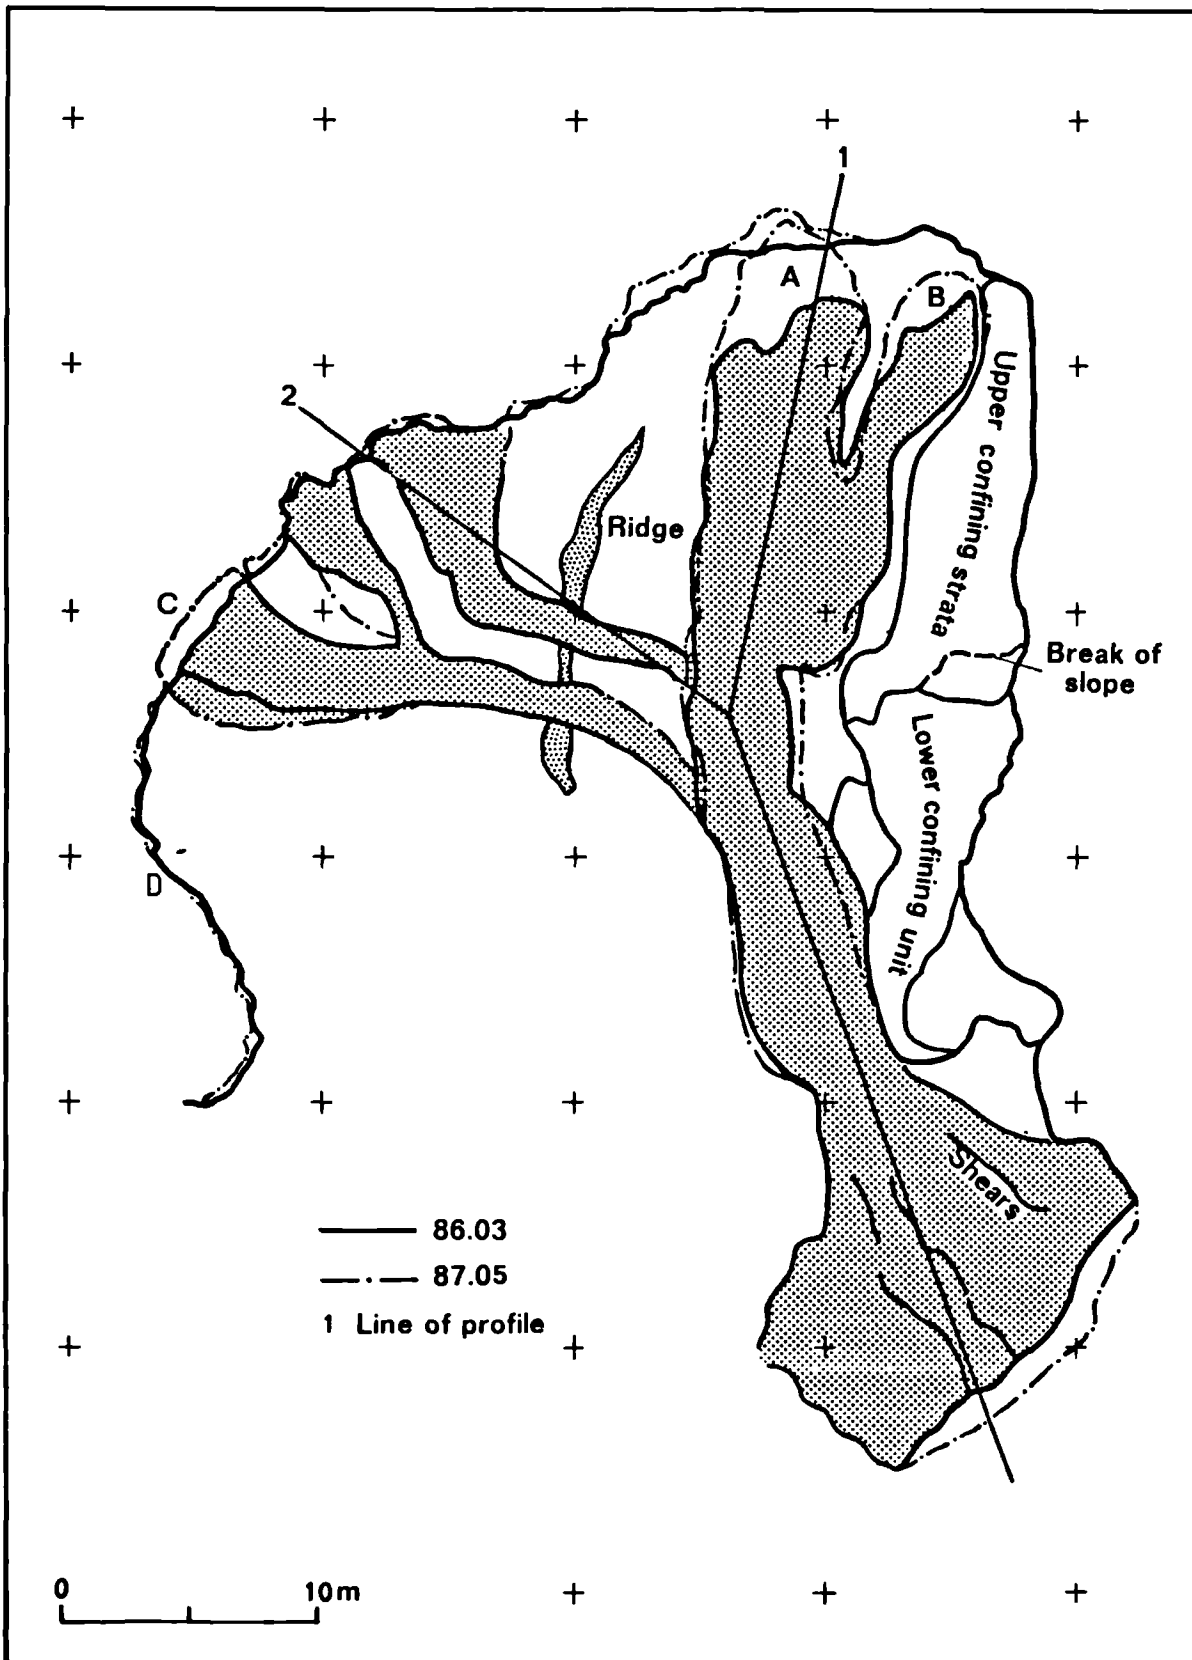 1
A
B
2
Upper confining strata
Ridge
C
Break of
slope
Lower confining unit
D
Shears
86.03
87.05
1 Line of profile
0
10m